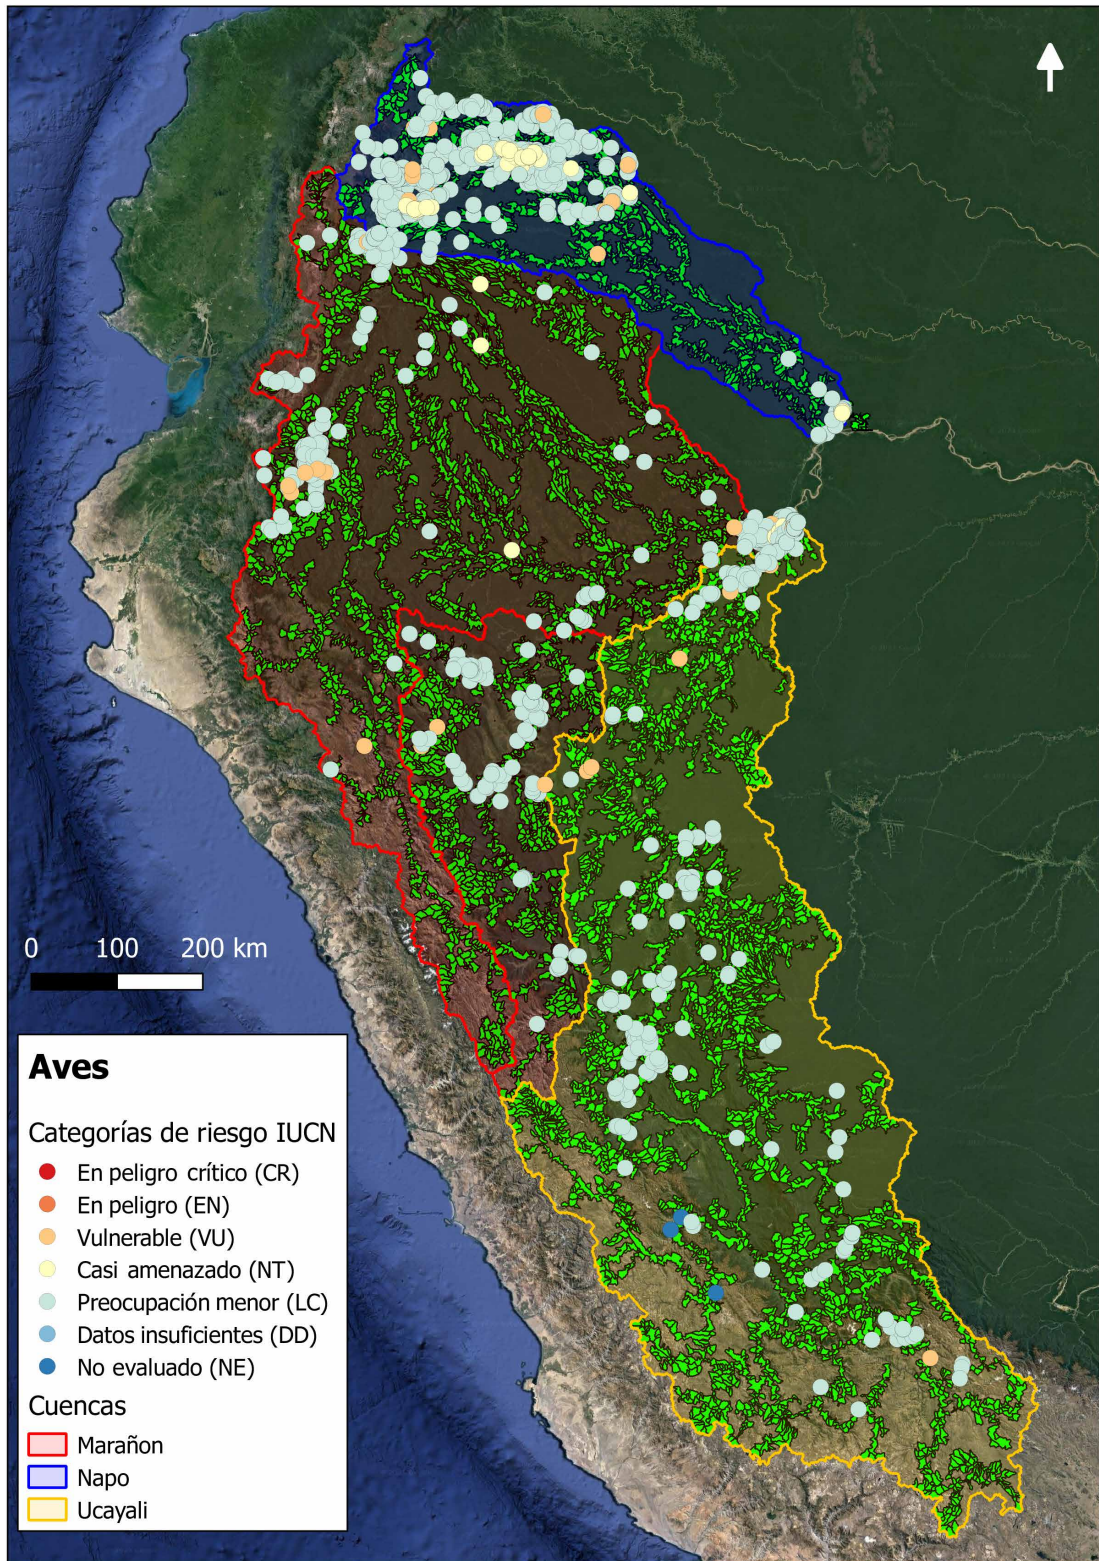 0 100 200 km
Aves
Categorías de riesgo IUCN
En peligro crítico (CR)
En peligro (EN)
Vulnerable (VU)
Casi amenazado (NT)
Preocupación menor (LC)
Datos insuficientes (DD)
No evaluado (NE)
Cuencas
Marañon
Napo
Ucayali